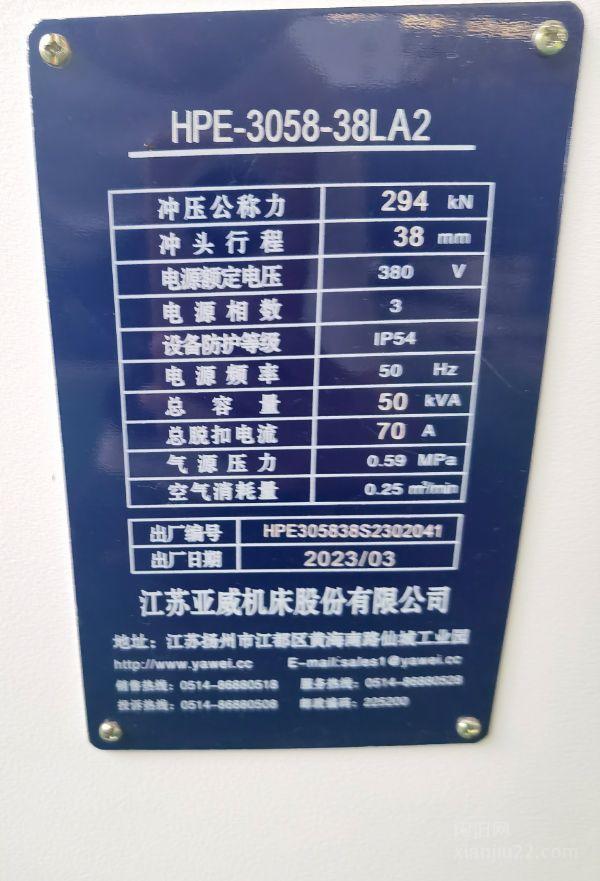 HPE-3058-38LA2
冲压公称力 294 kN
冲头行程 38 mm
电源额定电压 380 V
电源相数 3
设备防护等级 IP54
电源频率 50 Hz
总容量 50 kVA
总脱扣电流 70 A
气源压力 0.59 MPa
空气消耗量 0.25 m³/min
出厂编号 HPE305838S2302041
出厂日期 2023/03
江苏亚威机床股份有限公司
地址：江苏扬州市江都区黄海南路仙城工业园
http://www.yawei.cc E-mail:sales1@yawei.cc
销售热线：0514-86880518 服务热线：0514-86880528
投诉热线：0514-86880508 邮政编码：225200
闲旧网
xianjiu22.com